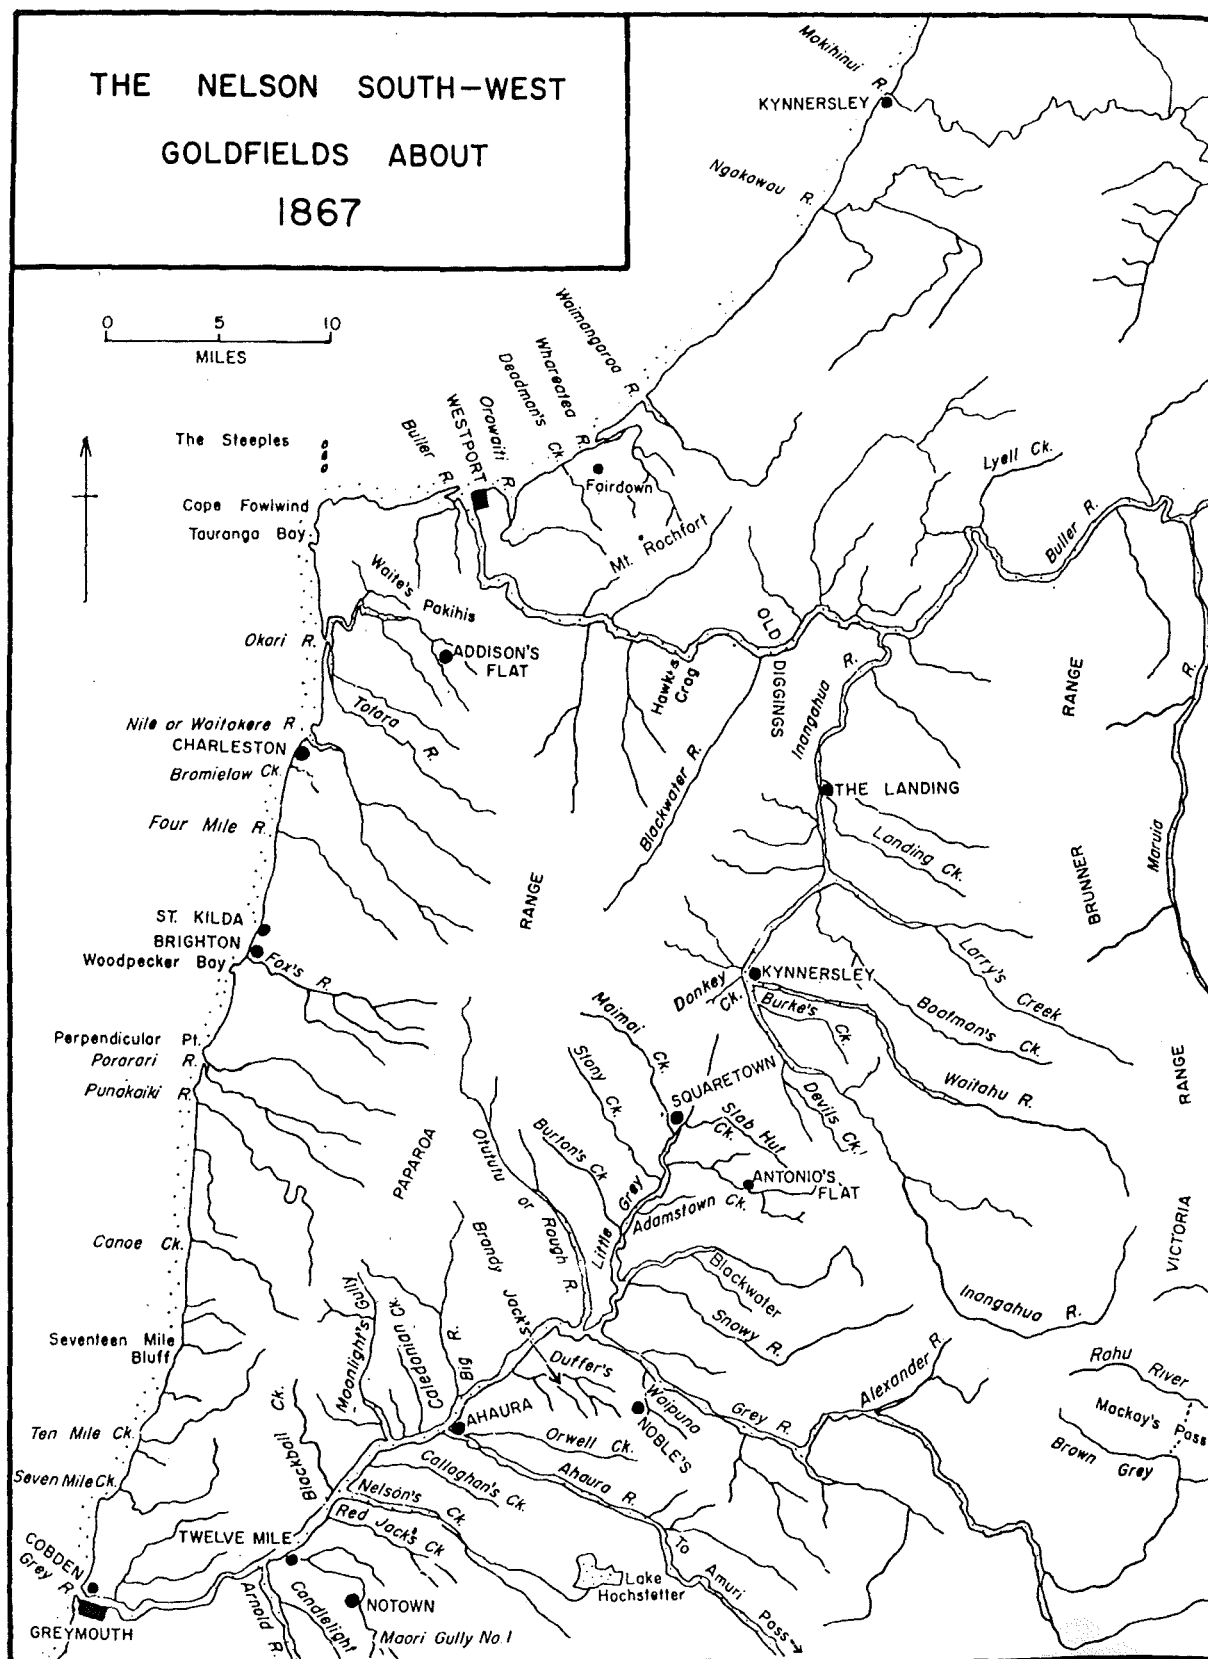 THE NELSON SOUTH–WEST
GOLDFIELDS ABOUT
1867
Mokihinui R.
KYNNERSLEY
Ngakawau R.
0 5 10
MILES
Waimangaroa R.
Whareatea R.
Deadman's Ck.
Orowaiti R.
WESTPORT
Buller R.
The Steeples
Cape Fowlwind
Tauranga Bay
Fairdown
Mt. Rochfort
Lyell Ck.
Buller R.
Waite's Pakihis
Okari R.
ADDISON'S
FLAT
OLD DIGGINGS
Hawk's
Crag
Inangahua R.
RANGE
R.
Totara R.
Nile or Waitakere R.
CHARLESTON
Bromielaw Ck.
Four Mile R.
Blackwater R.
THE LANDING
Landing Ck.
Maruia
BRUNNER
RANGE
ST. KILDA
BRIGHTON
Woodpecker Bay
Fox's R.
Larry's Creek
KYNNERSLEY
Donkey
Ck.
Burke's Ck.
Boatman's Ck.
Maimai Ck.
Stony Ck.
Perpendicular Pt.
Pororari R.
Punakaiki R.
SQUARETOWN
Devils Ck.
Waitahu R.
RANGE
Slab Hut
Ck.
Burton's Ck
Otututu or Rough R.
PAPAROA
ANTONIO'S
FLAT
Adamstown Ck.
Little Grey
VICTORIA
Canoe Ck.
Brandy Jack's
Blackwater
Snowy R.
Inangahua R.
Moonlight's Gully
Caledonian Ck.
Big R.
Seventeen Mile
Bluff
Duffer's
Alexander R.
Rahu River
Mackay's Pass
Brown Grey
Waipuna
NOBLE'S
Grey R.
AHAURA
Orwell Ck.
Ten Mile Ck.
Blackball Ck.
Callaghan's Ck.
Ahaura R.
Seven Mile Ck.
Nelson's Ck.
Red Jack's Ck
TWELVE MILE
COBDEN
Grey R.
To Amuri Pass
Lake
Hochstetter
Arnold R.
Candlelight
NOTOWN
GREYMOUTH
Maori Gully No. 1